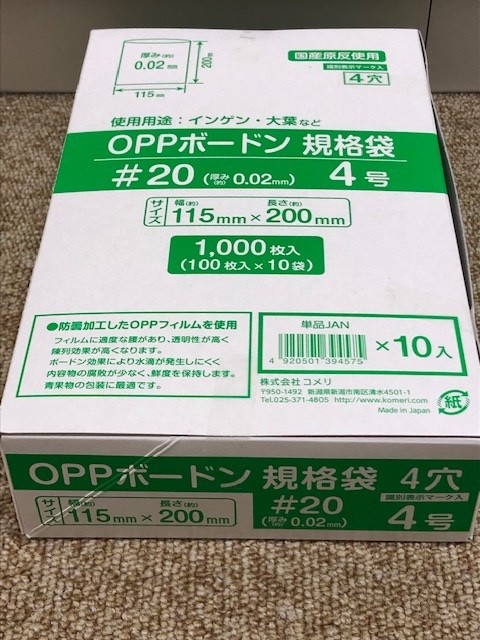 厚み(約)
0.02mm
200mm
115mm
国産原反使用
識別表示マーク入
4穴
使用用途:インゲン・大葉など
OPPボードン 規格袋
#20(厚み(約)0.02mm) 4号
サイズ 幅(約)115mm×長さ(約)200mm
1,000枚入
(100枚入×10袋)
●防曇加工したOPPフィルムを使用
フィルムに適度な腰があり、透明性が高く
陳列効果が高くなります。
ボードン効果により水滴が発生しにくく
内容物の腐敗が少なく、鮮度を保持します。
青果物の包装に最適です。
単品JAN
4 920501 394575
×10入
株式会社 コメリ
〒950-1492 新潟県新潟市南区清水4501-1
Tel.025-371-4805 http://www.komeri.com
Made in Japan
紙
OPPボードン 規格袋 4穴
サイズ 幅(約)115mm×長さ(約)200mm
#20
(厚み(約)0.02mm)
識別表示マーク入
4号